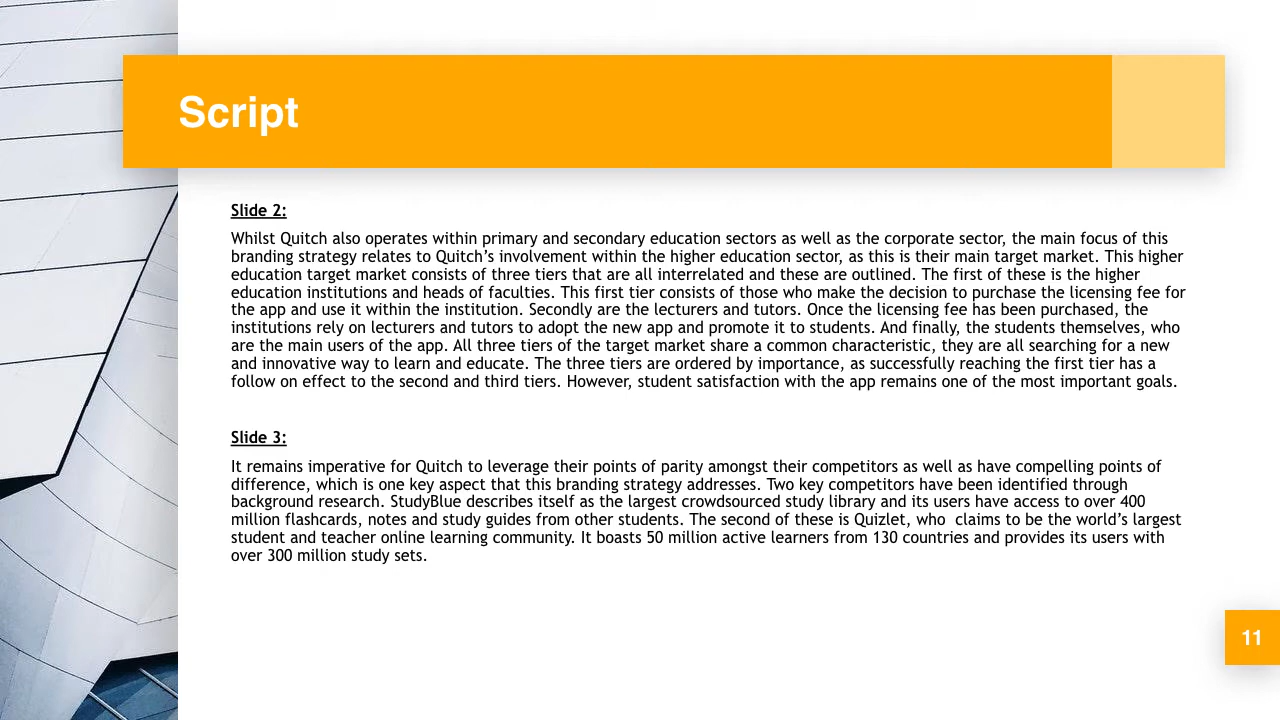 Script
Slide 2:
Whilst Quitch also operates within primary and secondary education sectors as well as the corporate sector, the main focus of this
branding strategy relates to Quitch’s involvement within the higher education sector, as this is their main target market. This higher
education target market consists of three tiers that are all interrelated and these are outlined. The first of these is the higher
education institutions and heads of faculties. This first tier consists of those who make the decision to purchase the licensing fee for
the app and use it within the institution. Secondly are the lecturers and tutors. Once the licensing fee has been purchased, the
institutions rely on lecturers and tutors to adopt the new app and promote it to students. And finally, the students themselves, who
are the main users of the app. All three tiers of the target market share a common characteristic, they are all searching for a new
and innovative way to learn and educate. The three tiers are ordered by importance, as successfully reaching the first tier has a
follow on effect to the second and third tiers. However, student satisfaction with the app remains one of the most important goals.
Slide 3:
It remains imperative for Quitch to leverage their points of parity amongst their competitors as well as have compelling points of
difference, which is one key aspect that this branding strategy addresses. Two key competitors have been identified through
background research. StudyBlue describes itself as the largest crowdsourced study library and its users have access to over 400
million flashcards, notes and study guides from other students. The second of these is Quizlet, who  claims to be the world’s largest
student and teacher online learning community. It boasts 50 million active learners from 130 countries and provides its users with
over 300 million study sets.
11